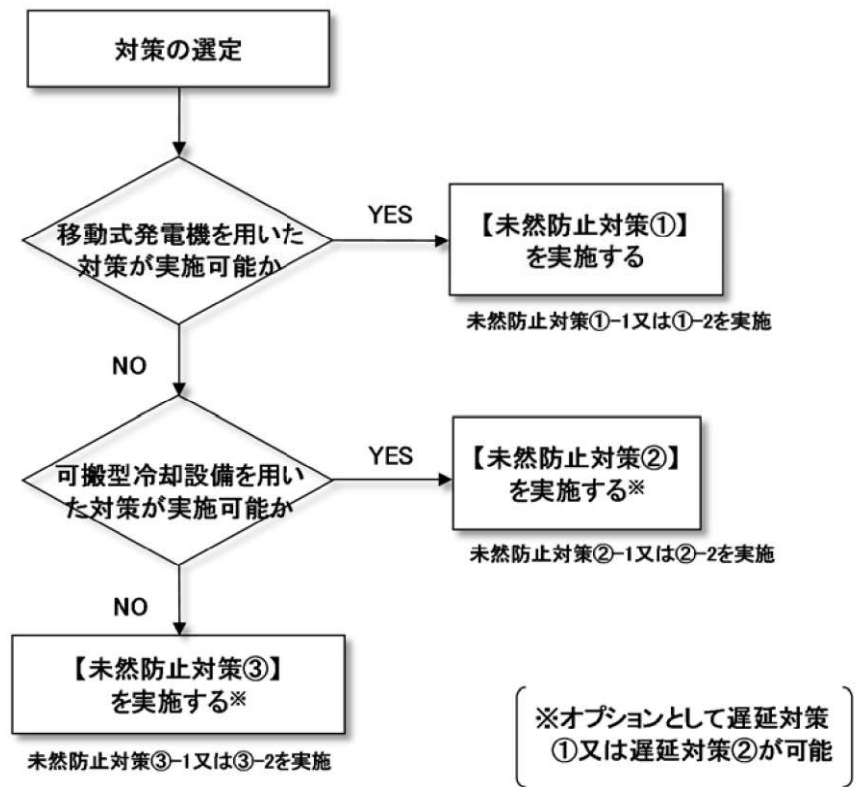 対策の選定
移動式発電機を用いた
対策が実施可能か
YES
【未然防止対策①】
を実施する
未然防止対策①-1又は①-2を実施
NO
可搬型冷却設備を用い
た対策が実施可能か
YES
【未然防止対策②】
を実施する※
未然防止対策②-1又は②-2を実施
NO
【未然防止対策③】
を実施する※
未然防止対策③-1又は③-2を実施
※オプションとして遅延対策
①又は遅延対策②が可能